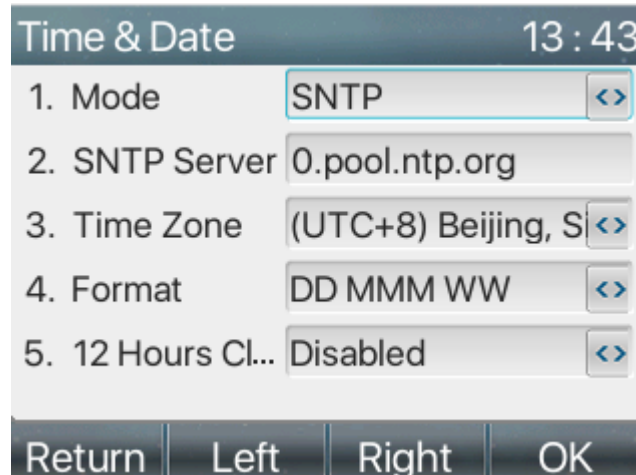 Time & Date 13 : 43
1. Mode SNTP <>
2. SNTP Server 0.pool.ntp.org
3. Time Zone (UTC+8) Beijing, Si <>
4. Format DD MMM WW <>
5. 12 Hours Cl... Disabled <>
Return Left Right OK